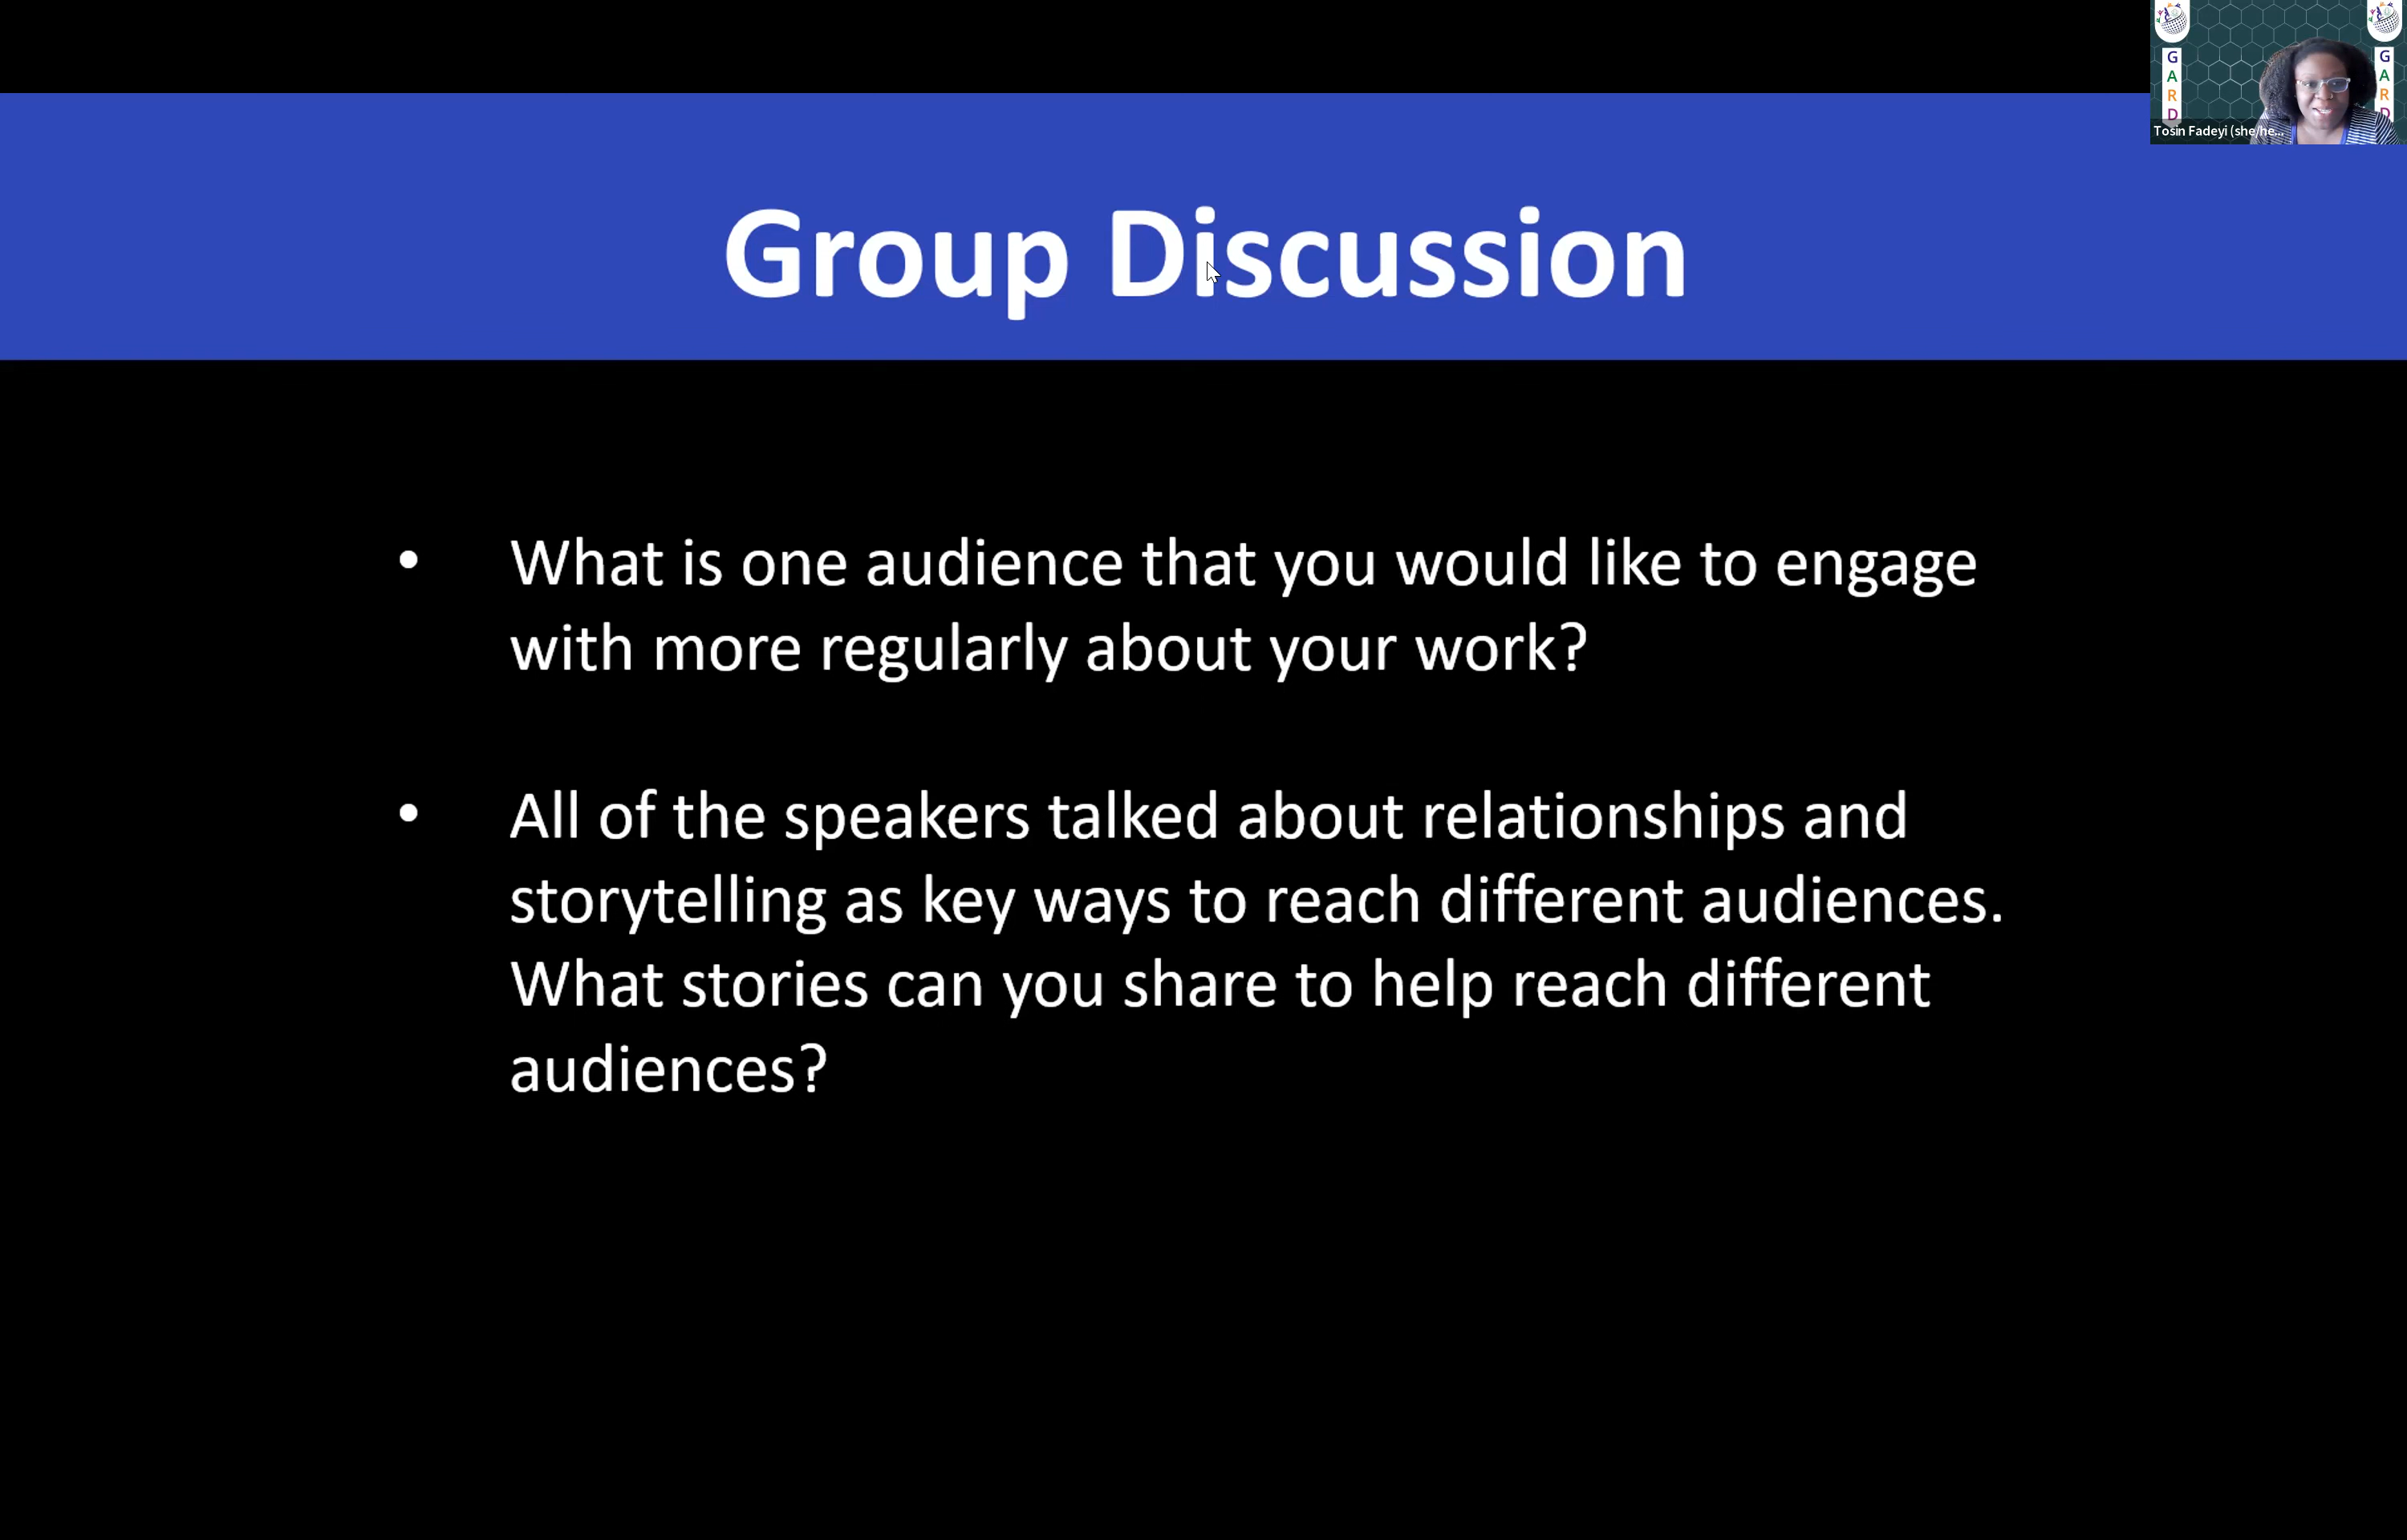 Group Discussion
• What is one audience that you would like to engage
with more regularly about your work?
• All of the speakers talked about relationships and
storytelling as key ways to reach different audiences.
What stories can you share to help reach different
audiences?
G
A
R
D
G
A
R
D
Tosin Fadeyi (she/he...